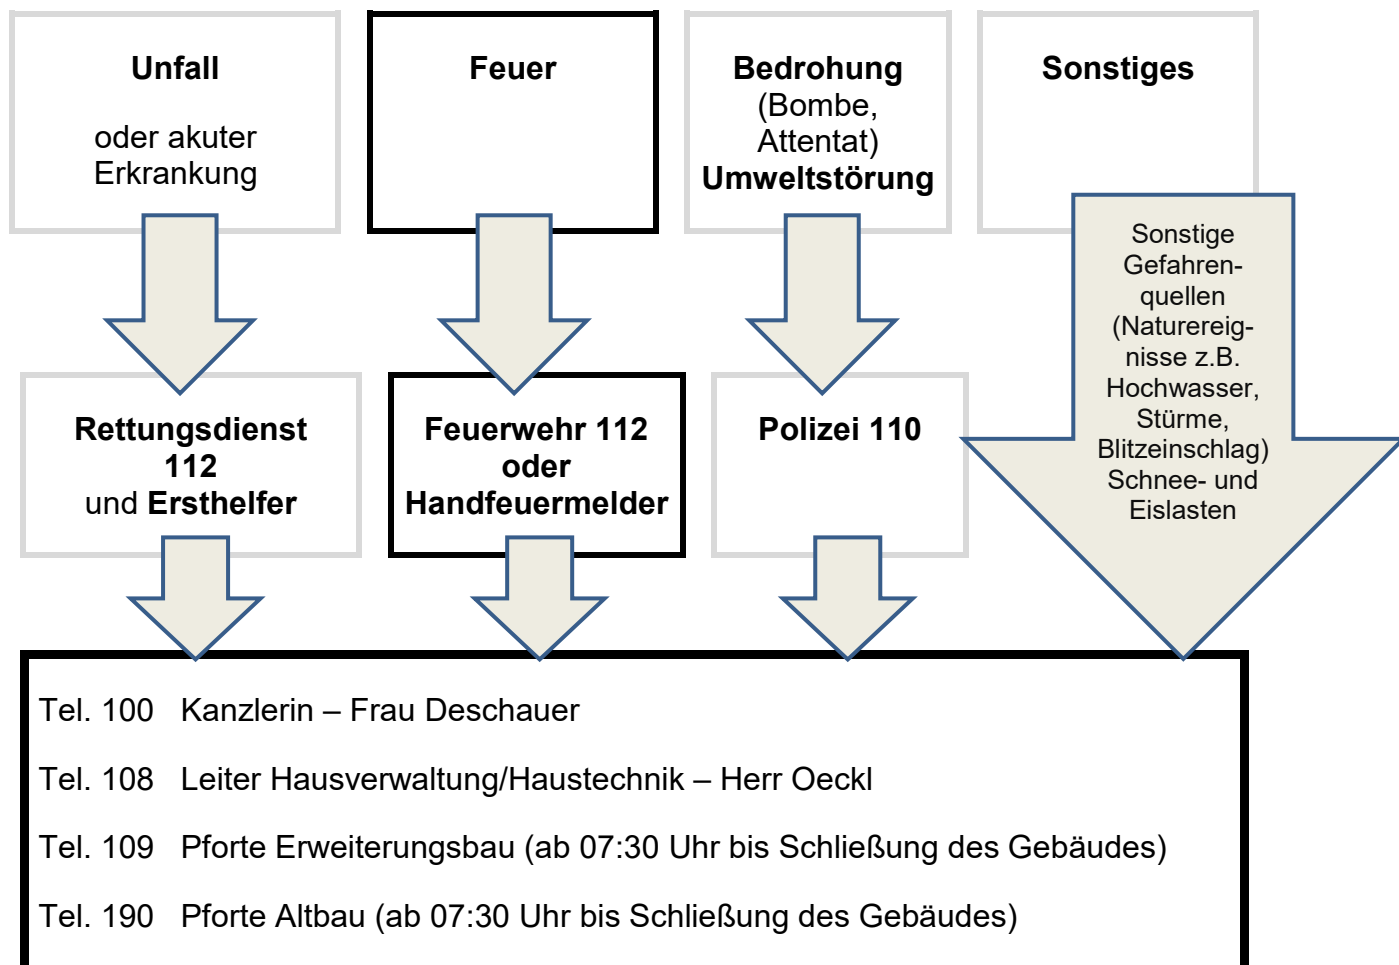 Unfall
oder akuter
Erkrankung
Feuer
Bedrohung
(Bombe,
Attentat)
Umweltstörung
Sonstiges
Sonstige
Gefahren-
quellen
(Naturereig-
nisse z.B.
Hochwasser,
Stürme,
Blitzeinschlag)
Schnee- und
Eislasten
Rettungsdienst
112
und Ersthelfer
Feuerwehr 112
oder
Handfeuermelder
Polizei 110
Tel. 100 Kanzlerin – Frau Deschauer
Tel. 108 Leiter Hausverwaltung/Haustechnik – Herr Oeckl
Tel. 109 Pforte Erweiterungsbau (ab 07:30 Uhr bis Schließung des Gebäudes)
Tel. 190 Pforte Altbau (ab 07:30 Uhr bis Schließung des Gebäudes)